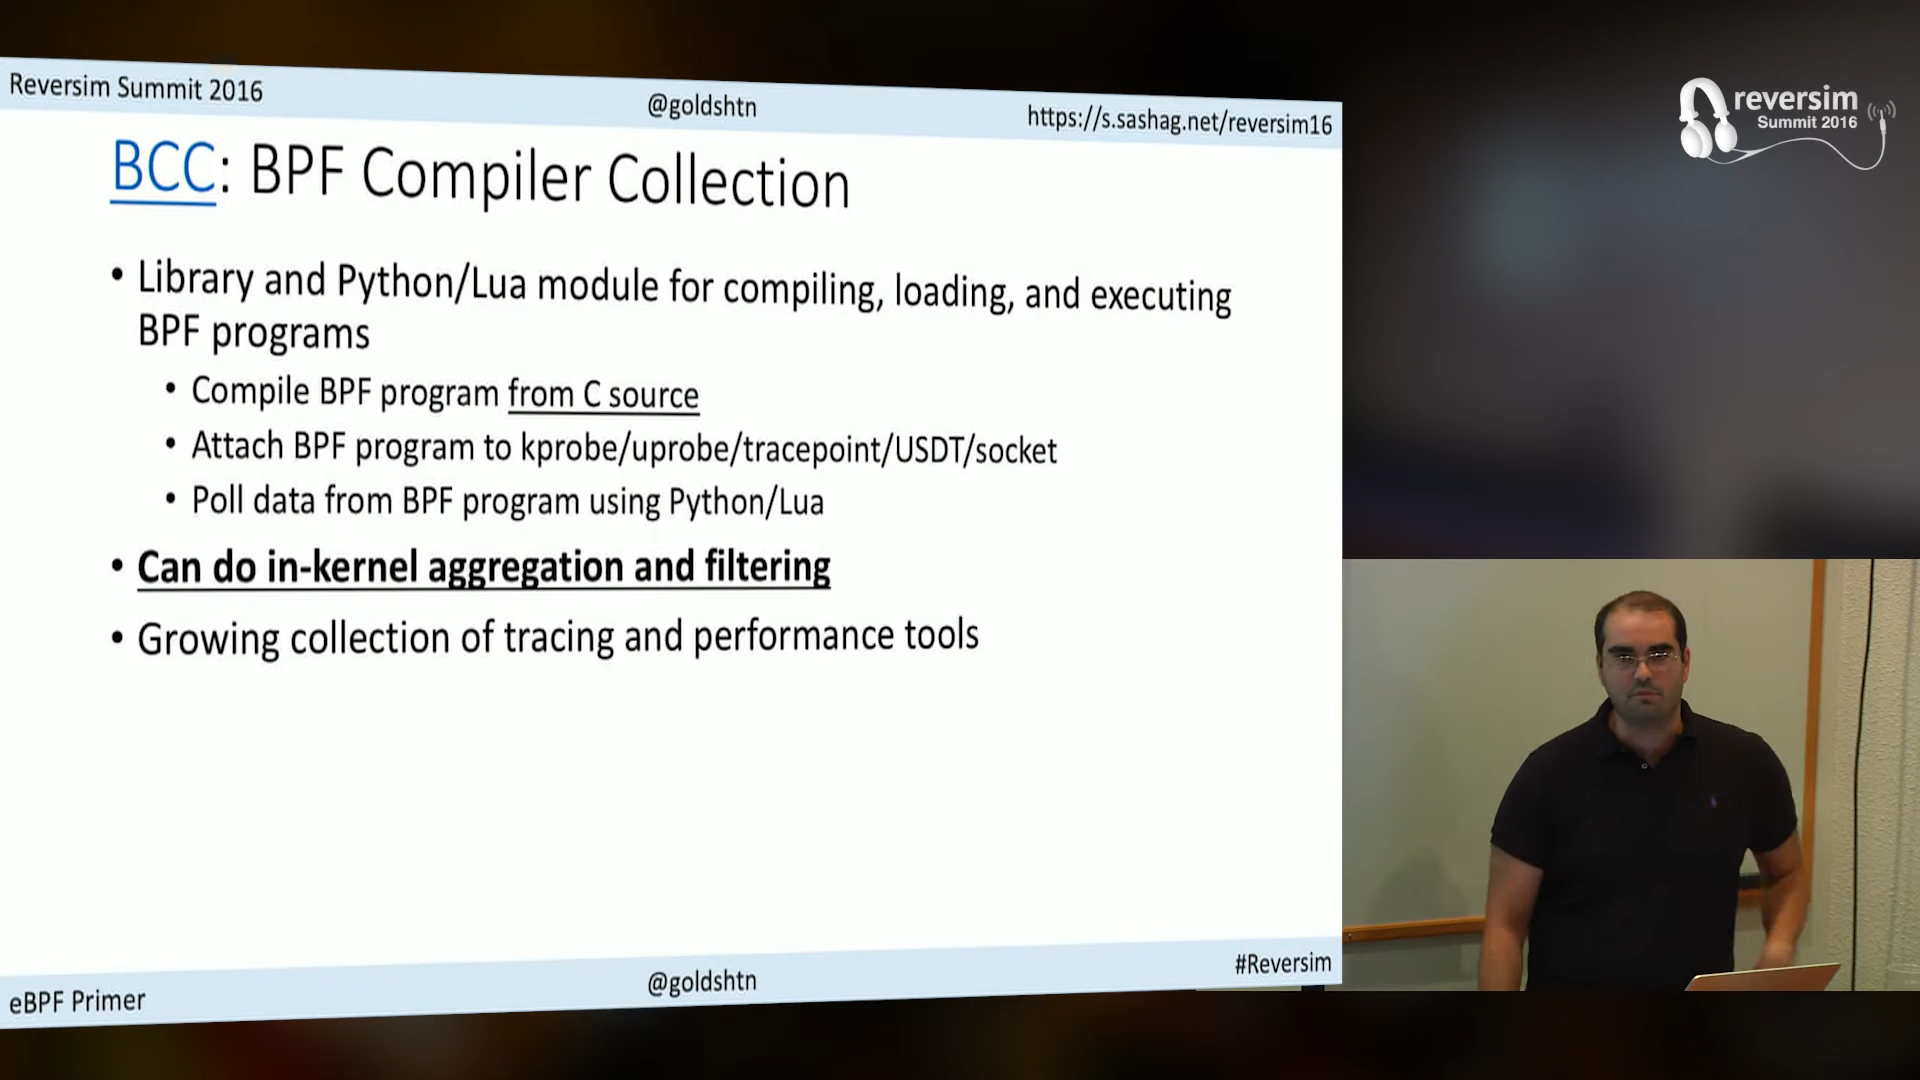 Reversim Summit 2016
@goldshtn
https://s.sashag.net/reversim16
BCC: BPF Compiler Collection
• Library and Python/Lua module for compiling, loading, and executing
BPF programs
• Compile BPF program from C source
• Attach BPF program to kprobe/uprobe/tracepoint/USDT/socket
• Poll data from BPF program using Python/Lua
• Can do in-kernel aggregation and filtering
• Growing collection of tracing and performance tools
eBPF Primer
@goldshtn
#Reversim
reversim
Summit 2016